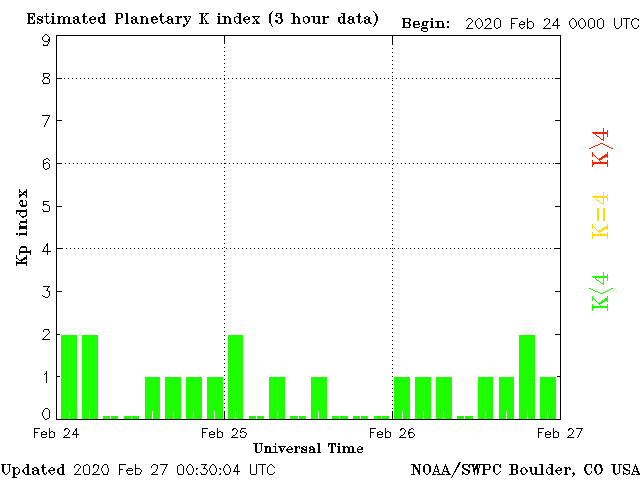 Estimated Planetary K index (3 hour data)
Begin: 2020 Feb 24 0000 UTC
9
8
7
6
5
4
3
2
1
0
Kp index
K>4
K=4
K<4
Feb 24
Feb 25
Feb 26
Feb 27
Universal Time
Updated 2020 Feb 27 00:30:04 UTC
NOAA/SWPC Boulder, CO USA